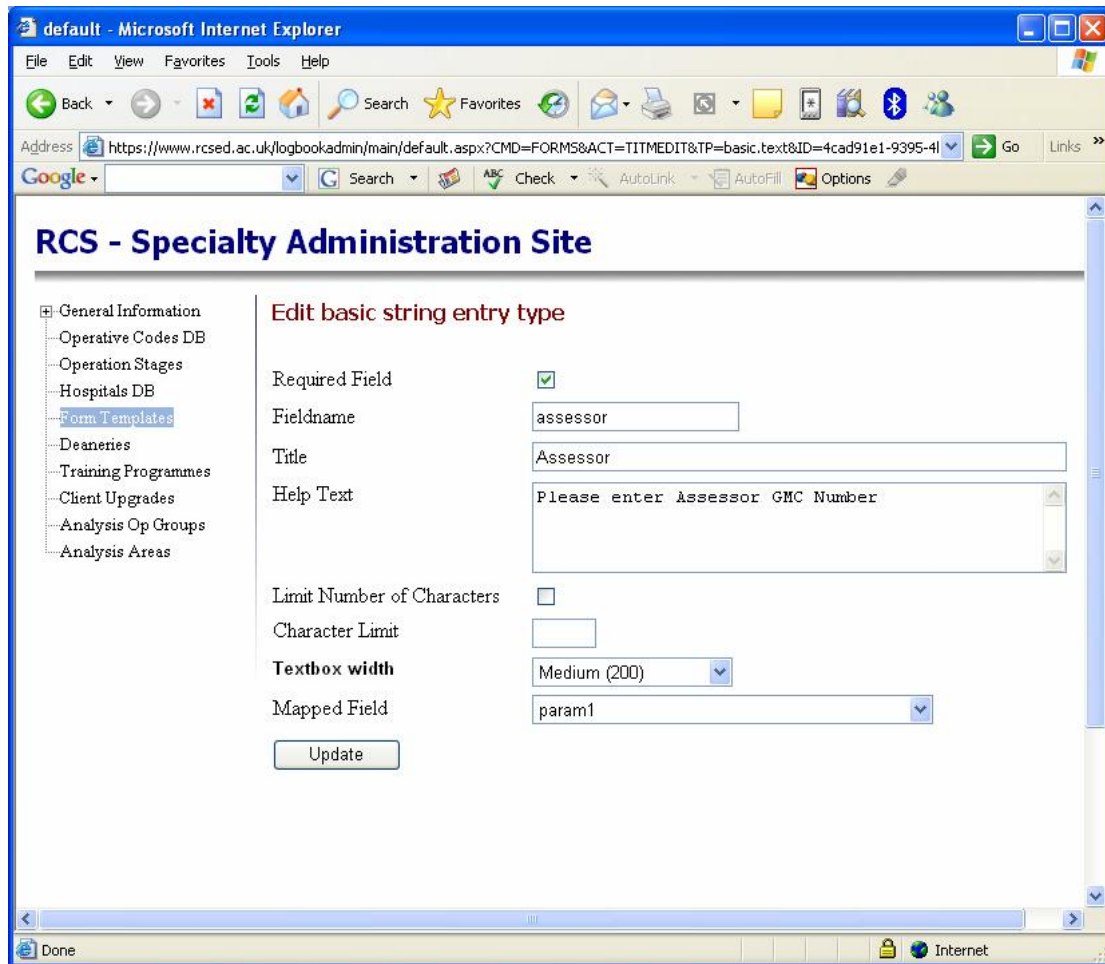 default - Microsoft Internet Explorer
File Edit View Favorites Tools Help
Back Search Favorites
Address https://www.rcsed.ac.uk/logbookadmin/main/default.aspx?CMD=FORMS&ACT=TITMEDIT&TP=basic.text&ID=4cad91e1-9395-4 Go Links »
Google Search ABC Check AutoLink AutoFill Options
RCS - Specialty Administration Site
General Information
Operative Codes DB
Operation Stages
Hospitals DB
Form Templates
Deaneries
Training Programmes
Client Upgrades
Analysis Op Groups
Analysis Areas
Edit basic string entry type
Required Field
Fieldname assessor
Title Assessor
Help Text Please enter Assessor GMC Number
Limit Number of Characters
Character Limit
Textbox width Medium (200)
Mapped Field param1
Update
Done Internet